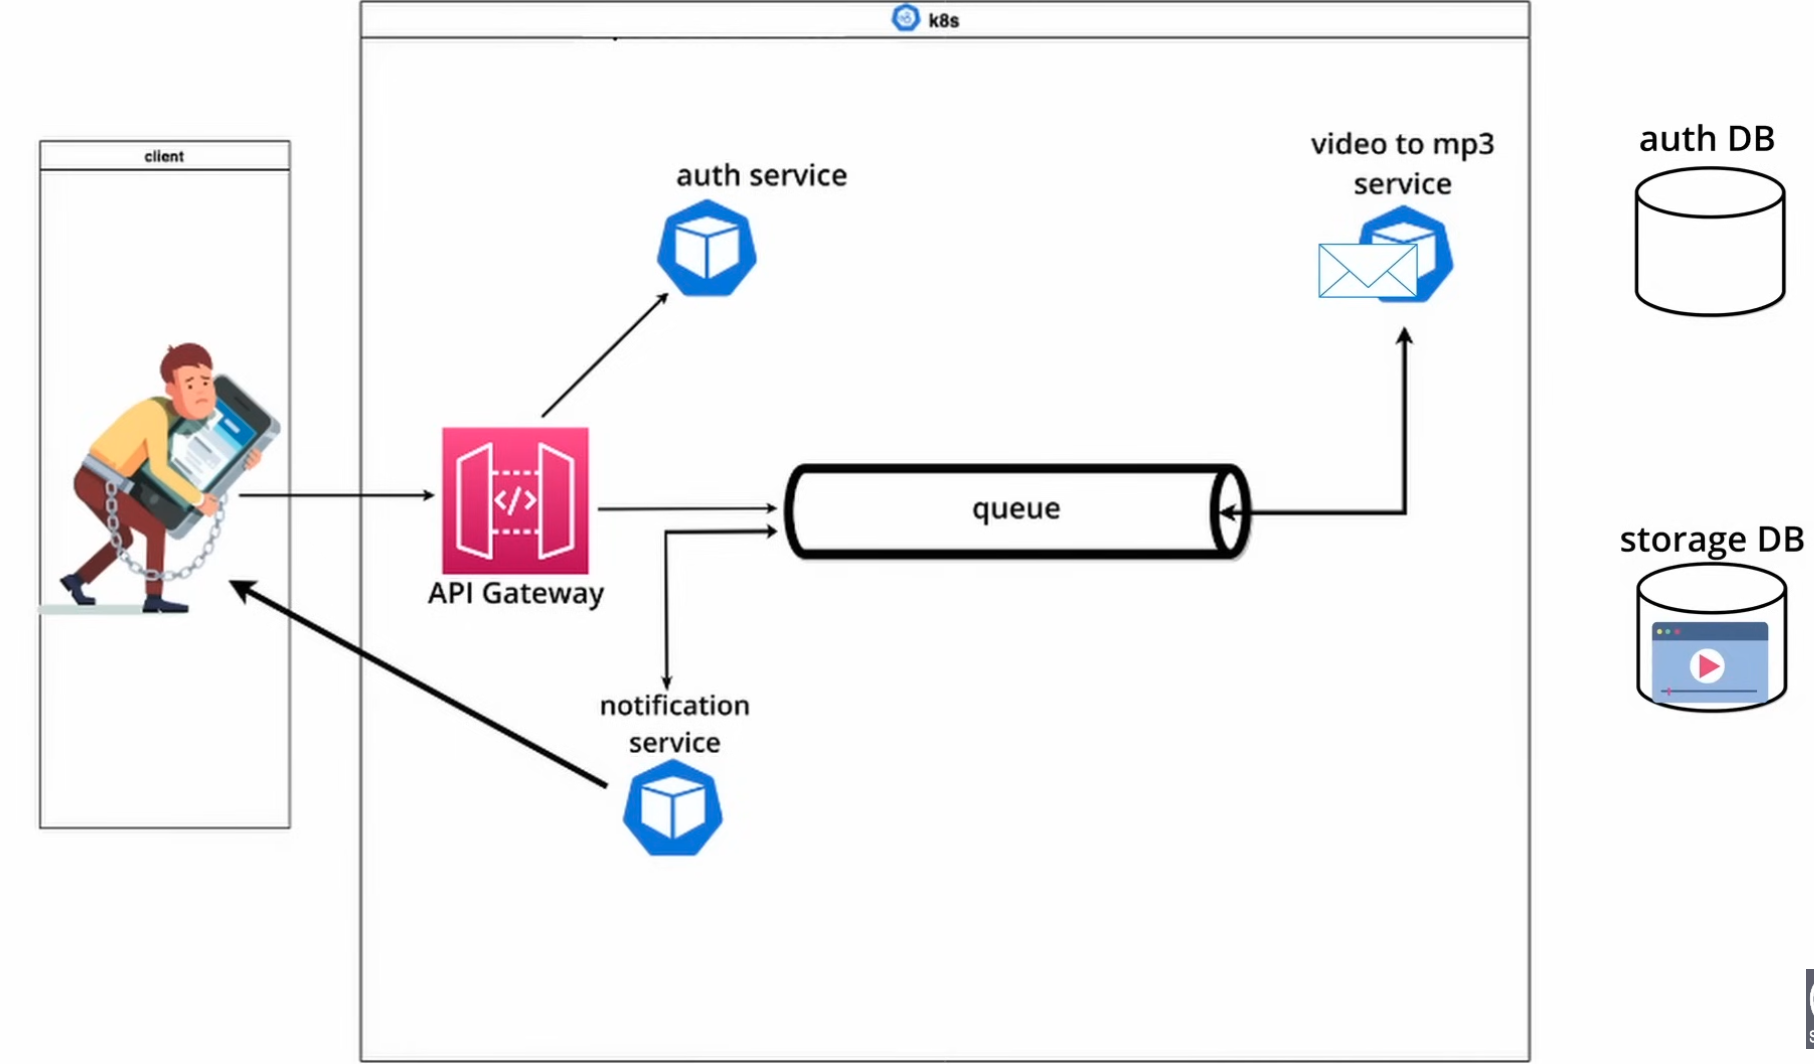 k8s
client
auth service
video to mp3
service
auth DB
</>
API Gateway
queue
storage DB
notification
service